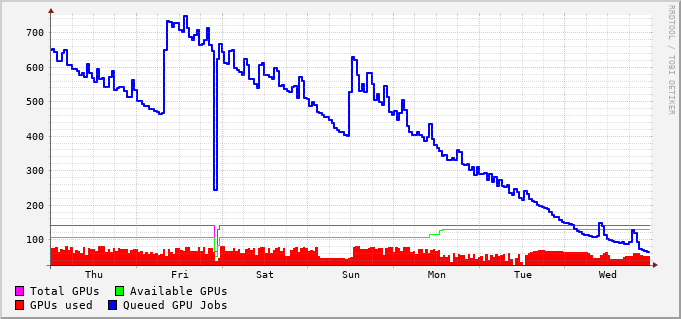 RRDTOOL / TOBI OETIKER
700
600
500
400
300
200
100
Thu Fri Sat Sun Mon Tue Wed
Total GPUs Available GPUs
GPUs used Queued GPU Jobs